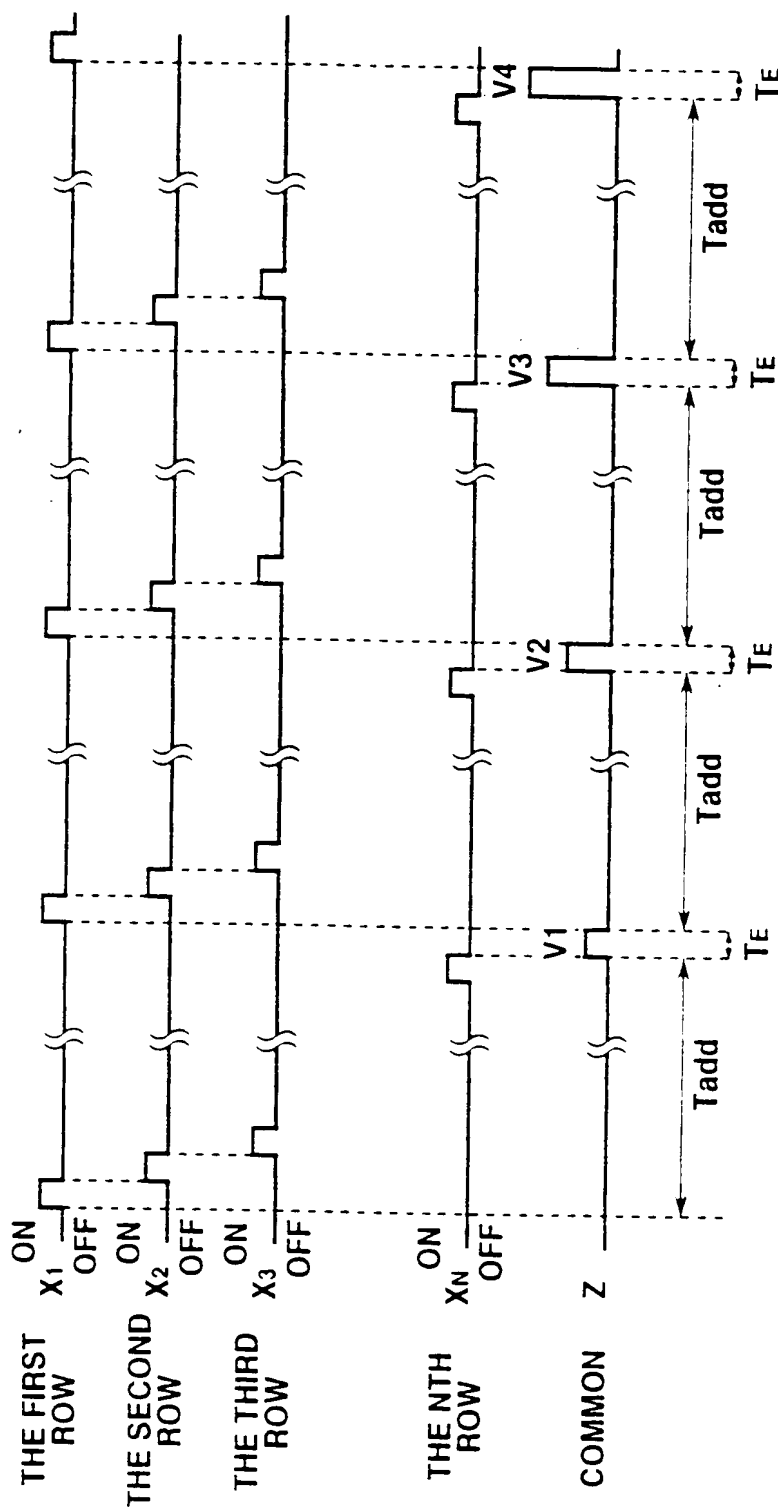 THE FIRST
ROW
X1
ON
OFF
THE SECOND
ROW
X2
ON
OFF
THE THIRD
ROW
X3
ON
OFF
THE NTH
ROW
XN
ON
OFF
V1
V2
V3
V4
COMMON
Z
Tadd
TE
Tadd
TE
Tadd
TE
Tadd
TE